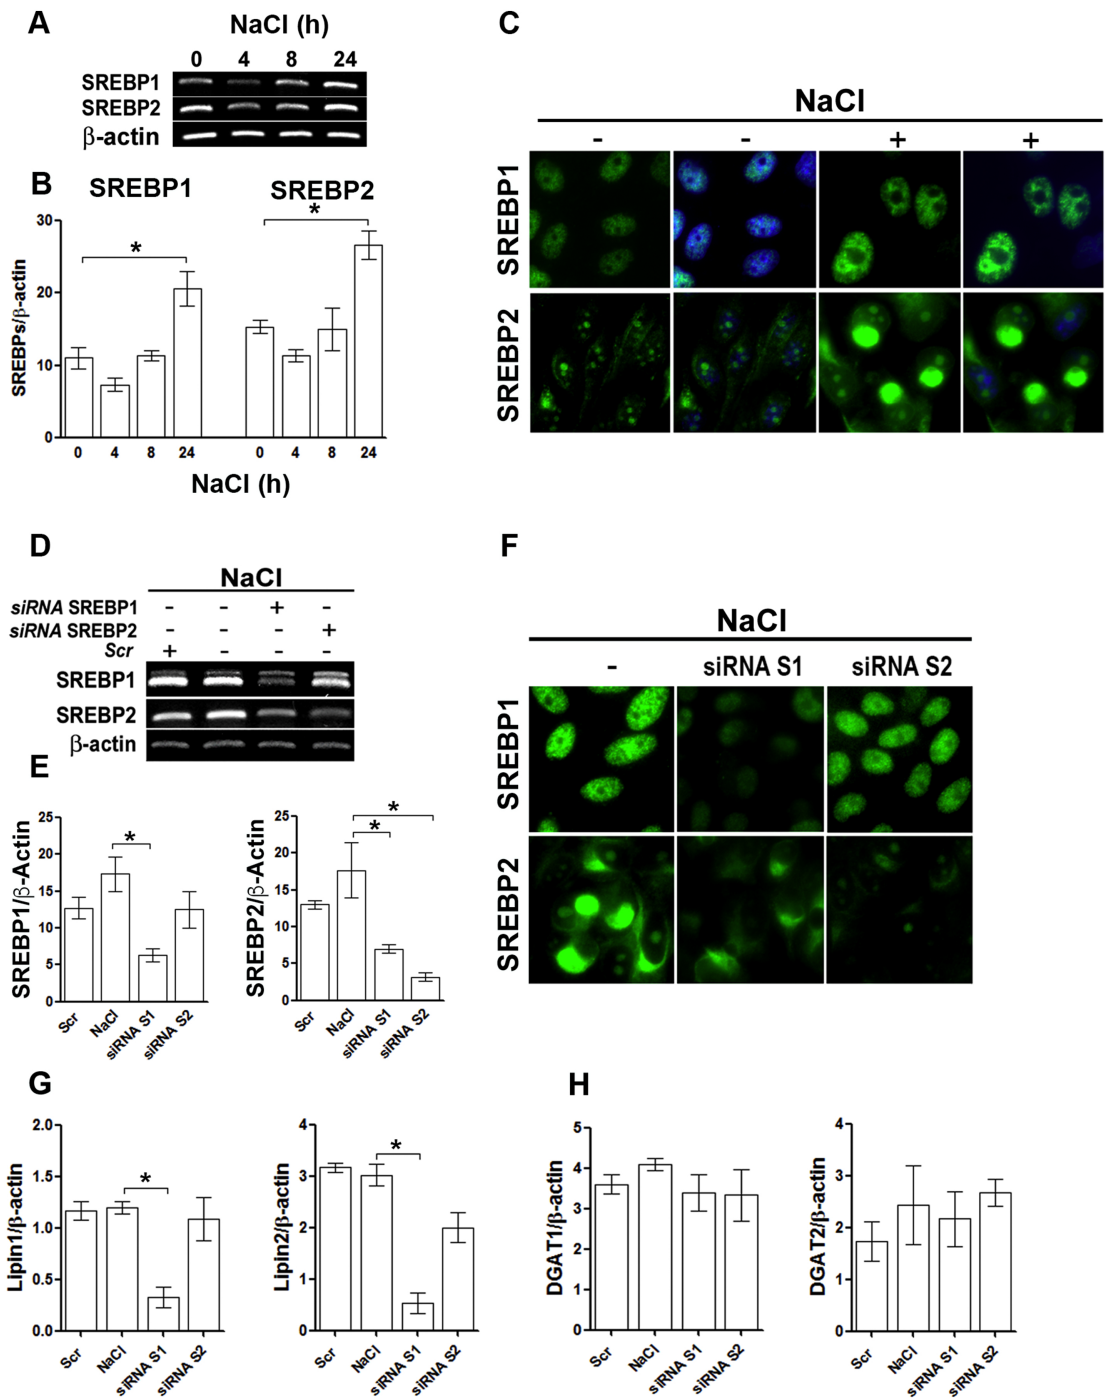 A
NaCl (h)
0 4 8 24
SREBP1
SREBP2
β-actin
B
SREBP1 SREBP2
SREBPs/β-actin
30
20
10
0
*
*
0 4 8 24 0 4 8 24
NaCl (h)
C
NaCl
- - + +
SREBP1
SREBP2
D
NaCl
siRNA SREBP1 - - + -
siRNA SREBP2 - - - +
Scr + - - -
SREBP1
SREBP2
β-actin
E
SREBP1/β-Actin
25
20
15
10
5
0
*
Scr NaCl siRNA S1 siRNA S2
SREBP2/β-Actin
25
20
15
10
5
0
*
*
Scr NaCl siRNA S1 siRNA S2
F
NaCl
- siRNA S1 siRNA S2
SREBP1
SREBP2
G
Lipin1/β-actin
2.0
1.5
1.0
0.5
0.0
*
Scr NaCl siRNA S1 siRNA S2
Lipin2/β-actin
4
3
2
1
0
*
Scr NaCl siRNA S1 siRNA S2
H
DGAT1/β-actin
5
4
3
2
1
0
Scr NaCl siRNA S1 siRNA S2
DGAT2/β-actin
4
3
2
1
0
Scr NaCl siRNA S1 siRNA S2